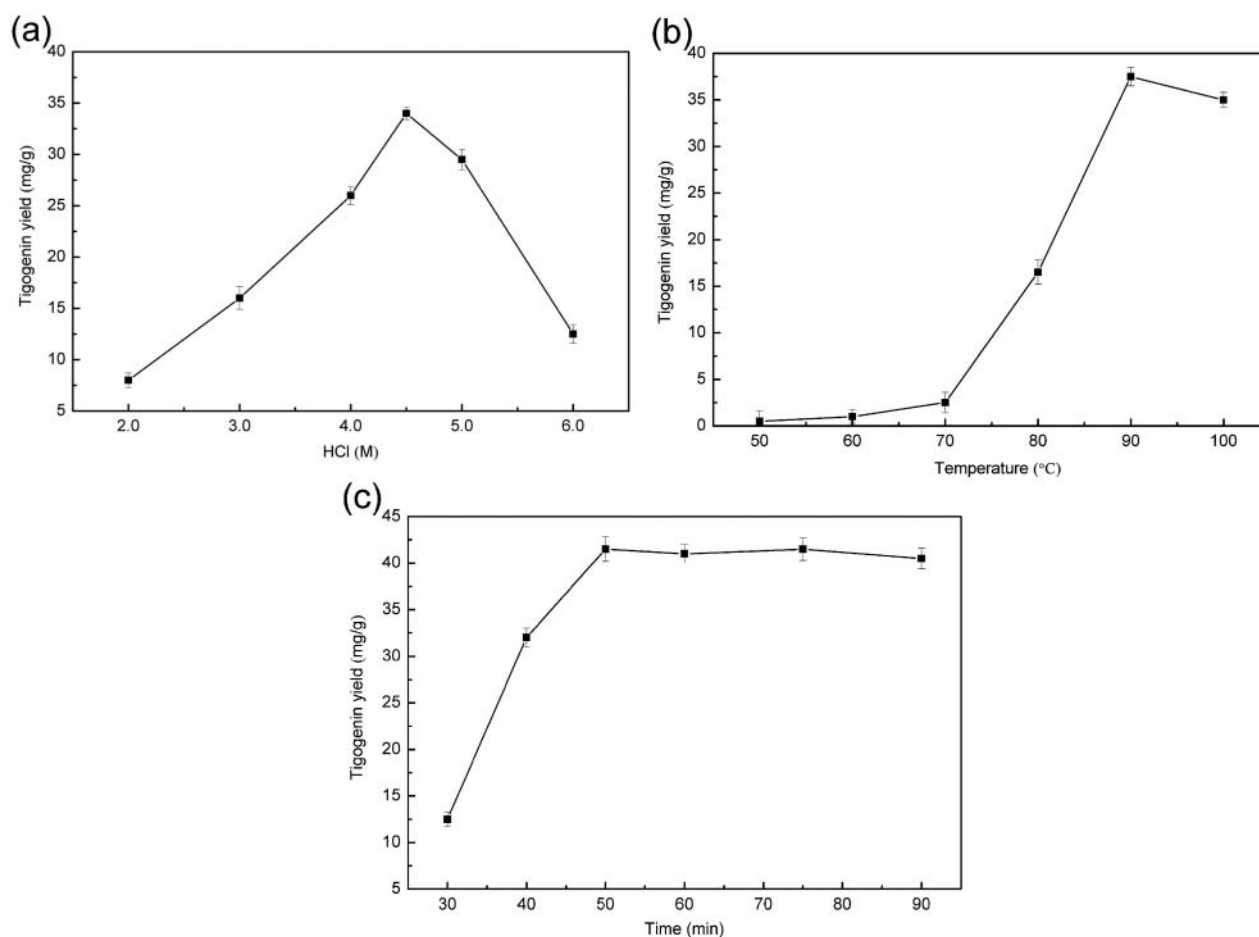 (a)
40
35
30
25
20
15
10
5
Tigogenin yield (mg/g)
2.0 3.0 4.0 5.0 6.0
HCl (M)
(b)
40
35
30
25
20
15
10
5
0
Tigogenin yield (mg/g)
50 60 70 80 90 100
Temperature (°C)
(c)
45
40
35
30
25
20
15
10
5
Tigogenin yield (mg/g)
30 40 50 60 70 80 90
Time (min)